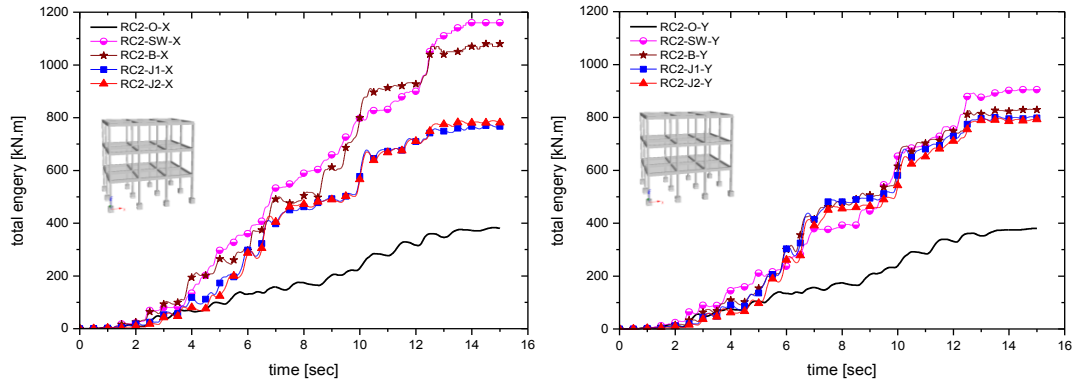 1200
1000
800
600
400
200
0
total engery [kN.m]
RC2-O-X
RC2-SW-X
RC2-B-X
RC2-J1-X
RC2-J2-X
0 2 4 6 8 10 12 14 16
time [sec]
1200
1000
800
600
400
200
0
total engery [kN.m]
RC2-O-Y
RC2-SW-Y
RC2-B-Y
RC2-J1-Y
RC2-J2-Y
0 2 4 6 8 10 12 14 16
time [sec]